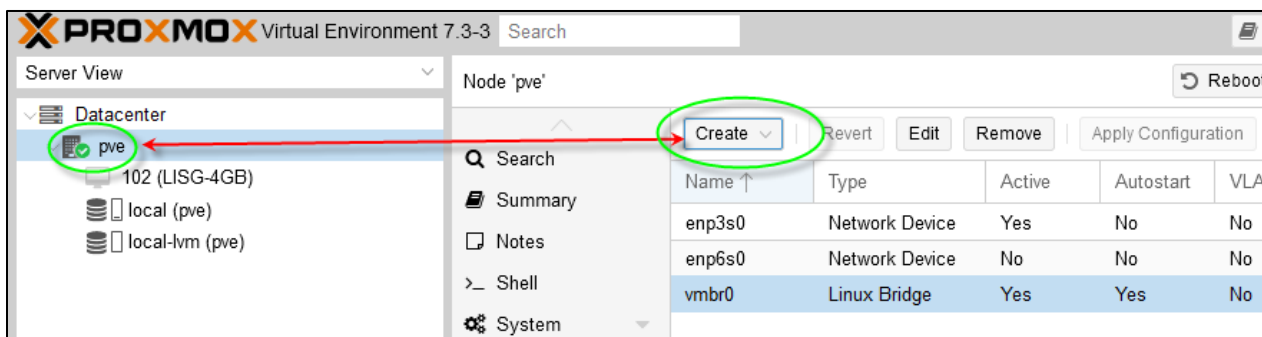 PROXMOX Virtual Environment 7.3-3 Search
Server View
Datacenter
pve
102 (LISG-4GB)
local (pve)
local-lvm (pve)
Node 'pve'
Search
Summary
Notes
>_ Shell
System
Reboot
Create Revert Edit Remove Apply Configuration
Name ↑ Type Active Autostart VLA
enp3s0 Network Device Yes No No
enp6s0 Network Device No No No
vmbr0 Linux Bridge Yes Yes No